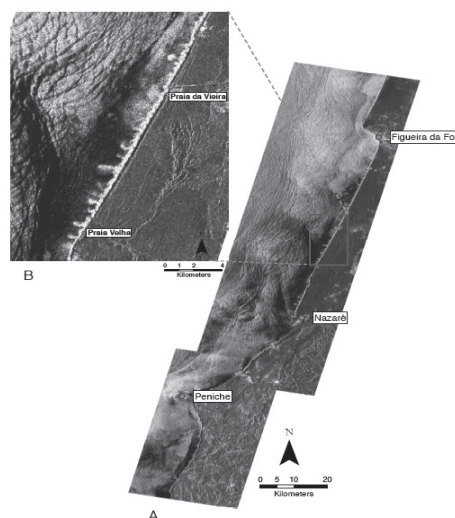 Praia da Vieira
Praia Velha
0 1 2 4
Kilometers
B
Figueira da Fo
Nazaré
Peniche
N
0 5 10 20
Kilometers
A